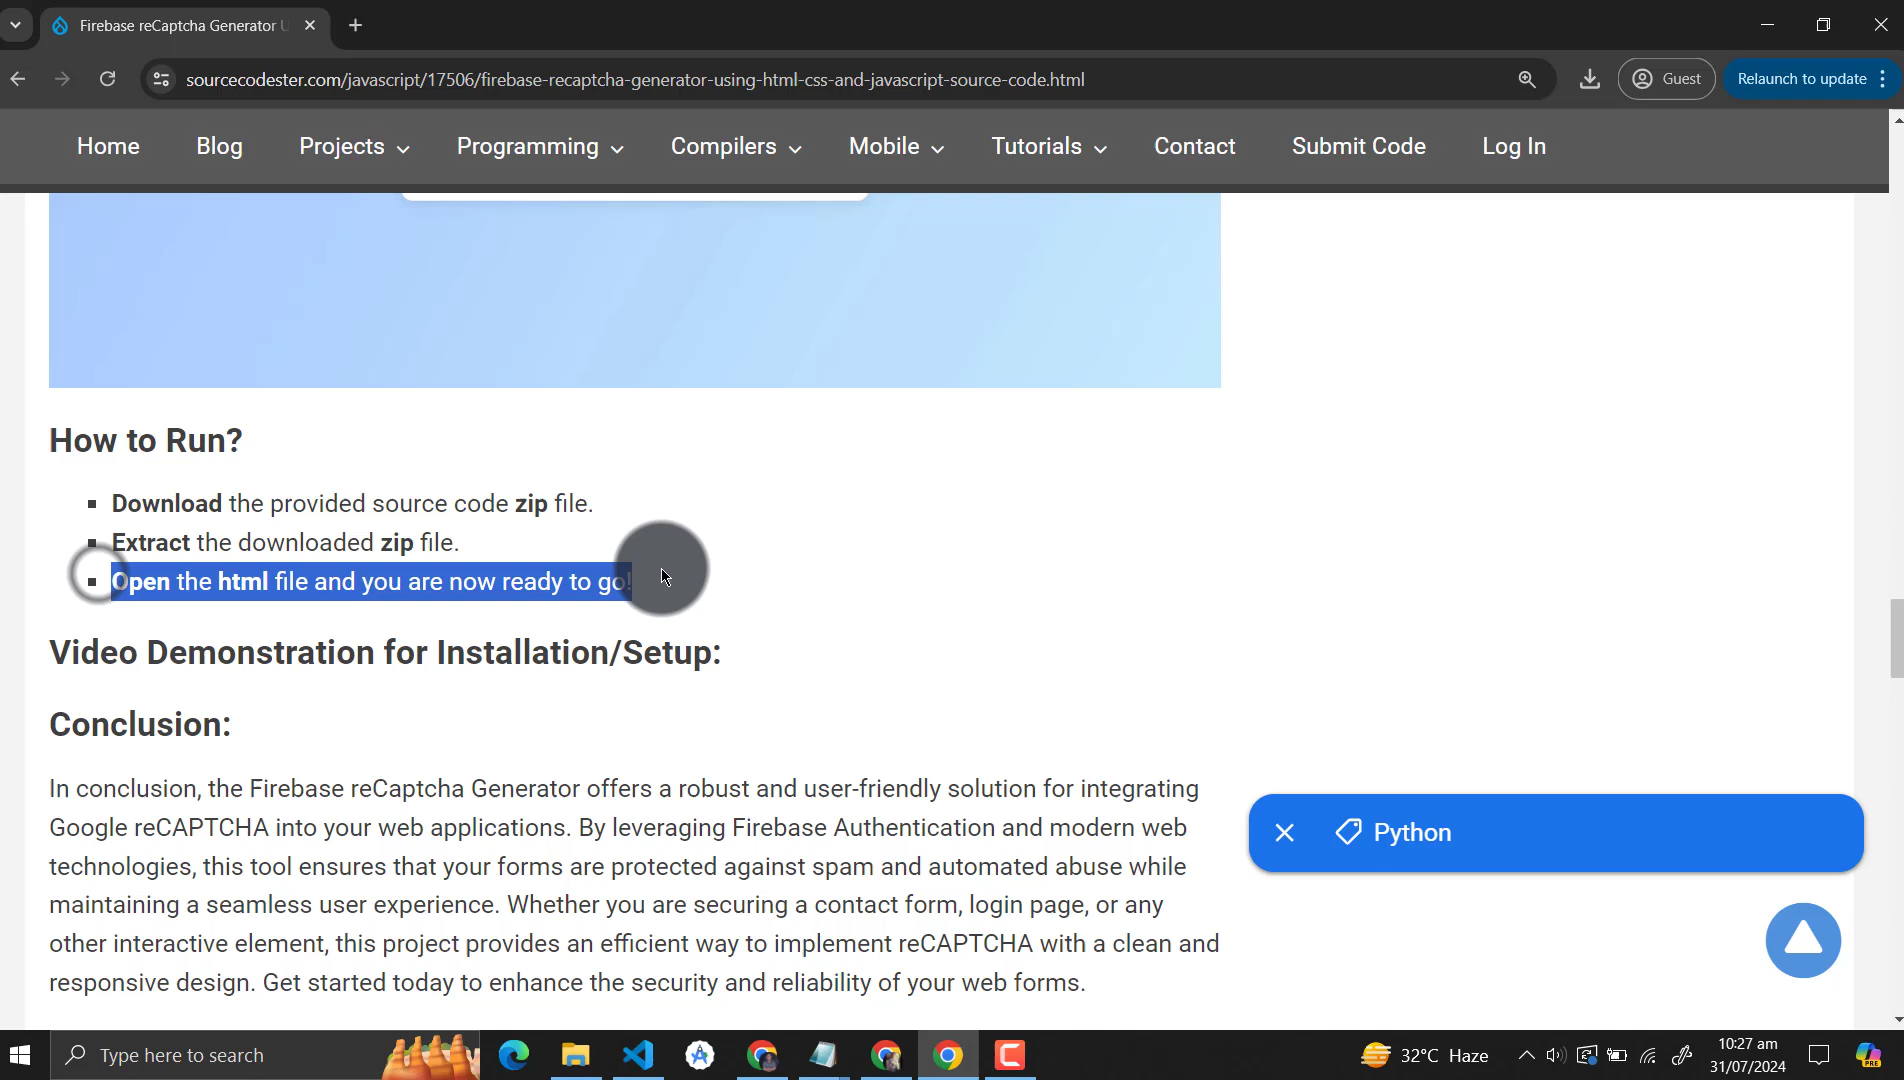 Firebase reCaptcha Generator U
sourcecodester.com/javascript/17506/firebase-recaptcha-generator-using-html-css-and-javascript-source-code.html
Guest
Relaunch to update
Home Blog Projects Programming Compilers Mobile Tutorials Contact Submit Code Log In
How to Run?
Download the provided source code zip file.
Extract the downloaded zip file.
Open the html file and you are now ready to go!
Video Demonstration for Installation/Setup:
Conclusion:
In conclusion, the Firebase reCaptcha Generator offers a robust and user-friendly solution for integrating
Google reCAPTCHA into your web applications. By leveraging Firebase Authentication and modern web
technologies, this tool ensures that your forms are protected against spam and automated abuse while
maintaining a seamless user experience. Whether you are securing a contact form, login page, or any
other interactive element, this project provides an efficient way to implement reCAPTCHA with a clean and
responsive design. Get started today to enhance the security and reliability of your web forms.
Python
Type here to search
32°C Haze
10:27 am
31/07/2024
PRE